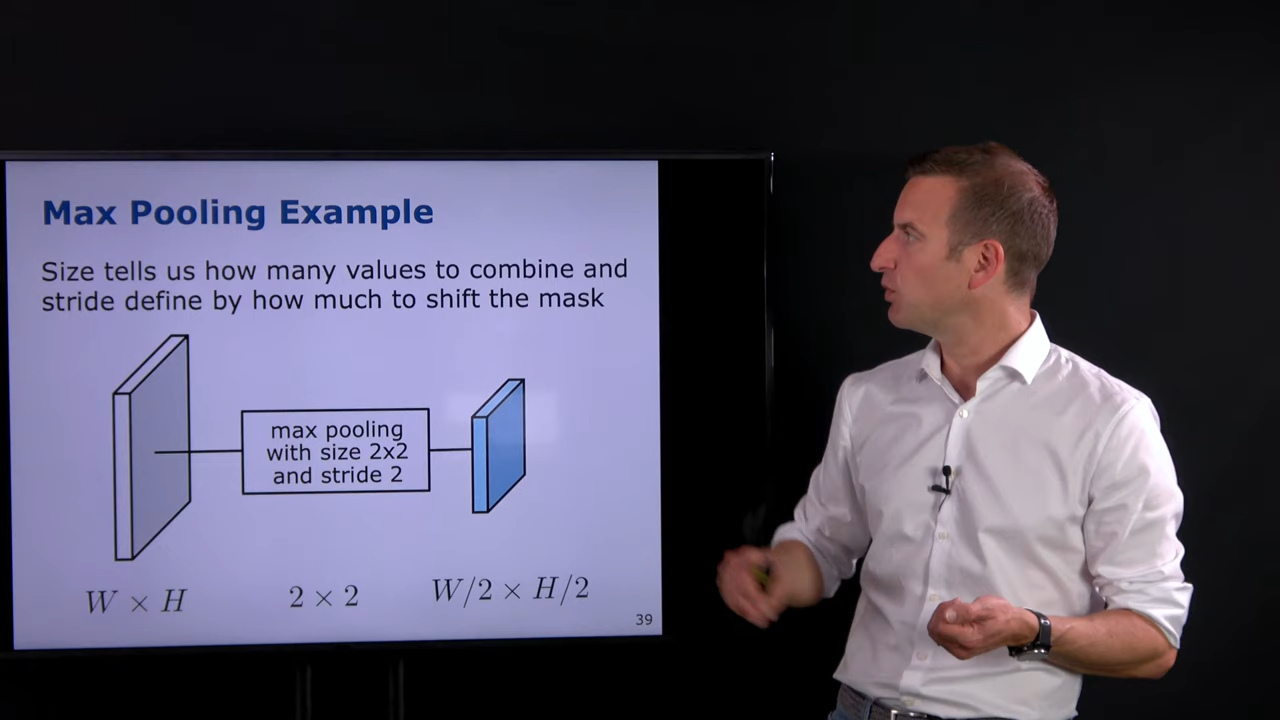 Max Pooling Example
Size tells us how many values to combine and
stride define by how much to shift the mask
max pooling
with size 2x2
and stride 2
W × H
2 × 2
W/2 × H/2
39